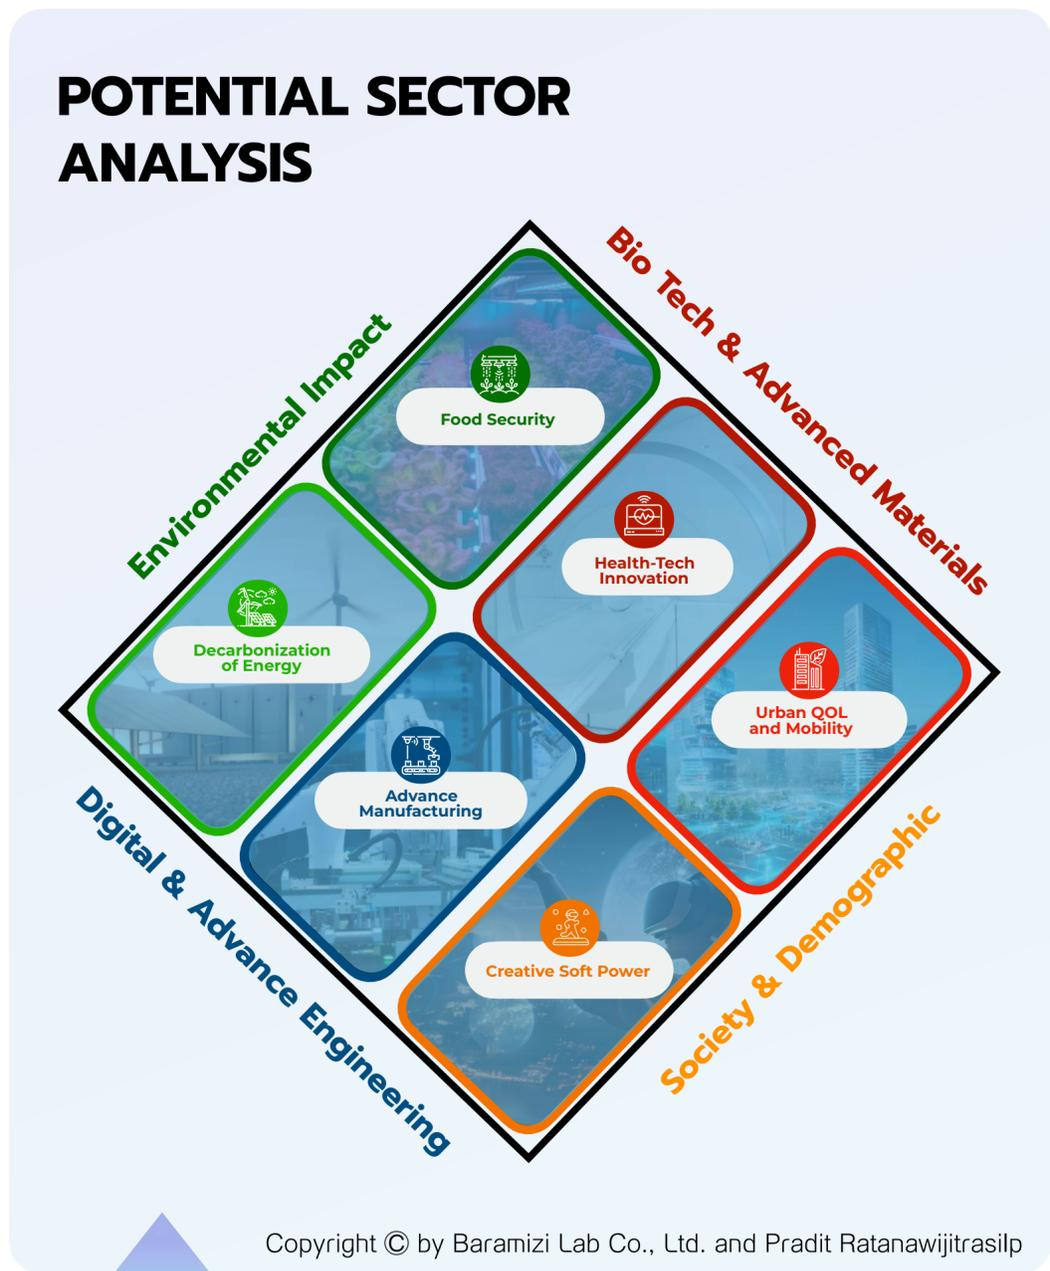 POTENTIAL SECTOR
ANALYSIS
Bio Tech & Advanced Materials
Environmental Impact
Food Security
Health-Tech
Innovation
Decarbonization
of Energy
Urban QOL
and Mobility
Advance
Manufacturing
Creative Soft Power
Digital & Advance Engineering
Society & Demographic
Copyright © by Baramizi Lab Co., Ltd. and Pradit Ratanawijitrasilp